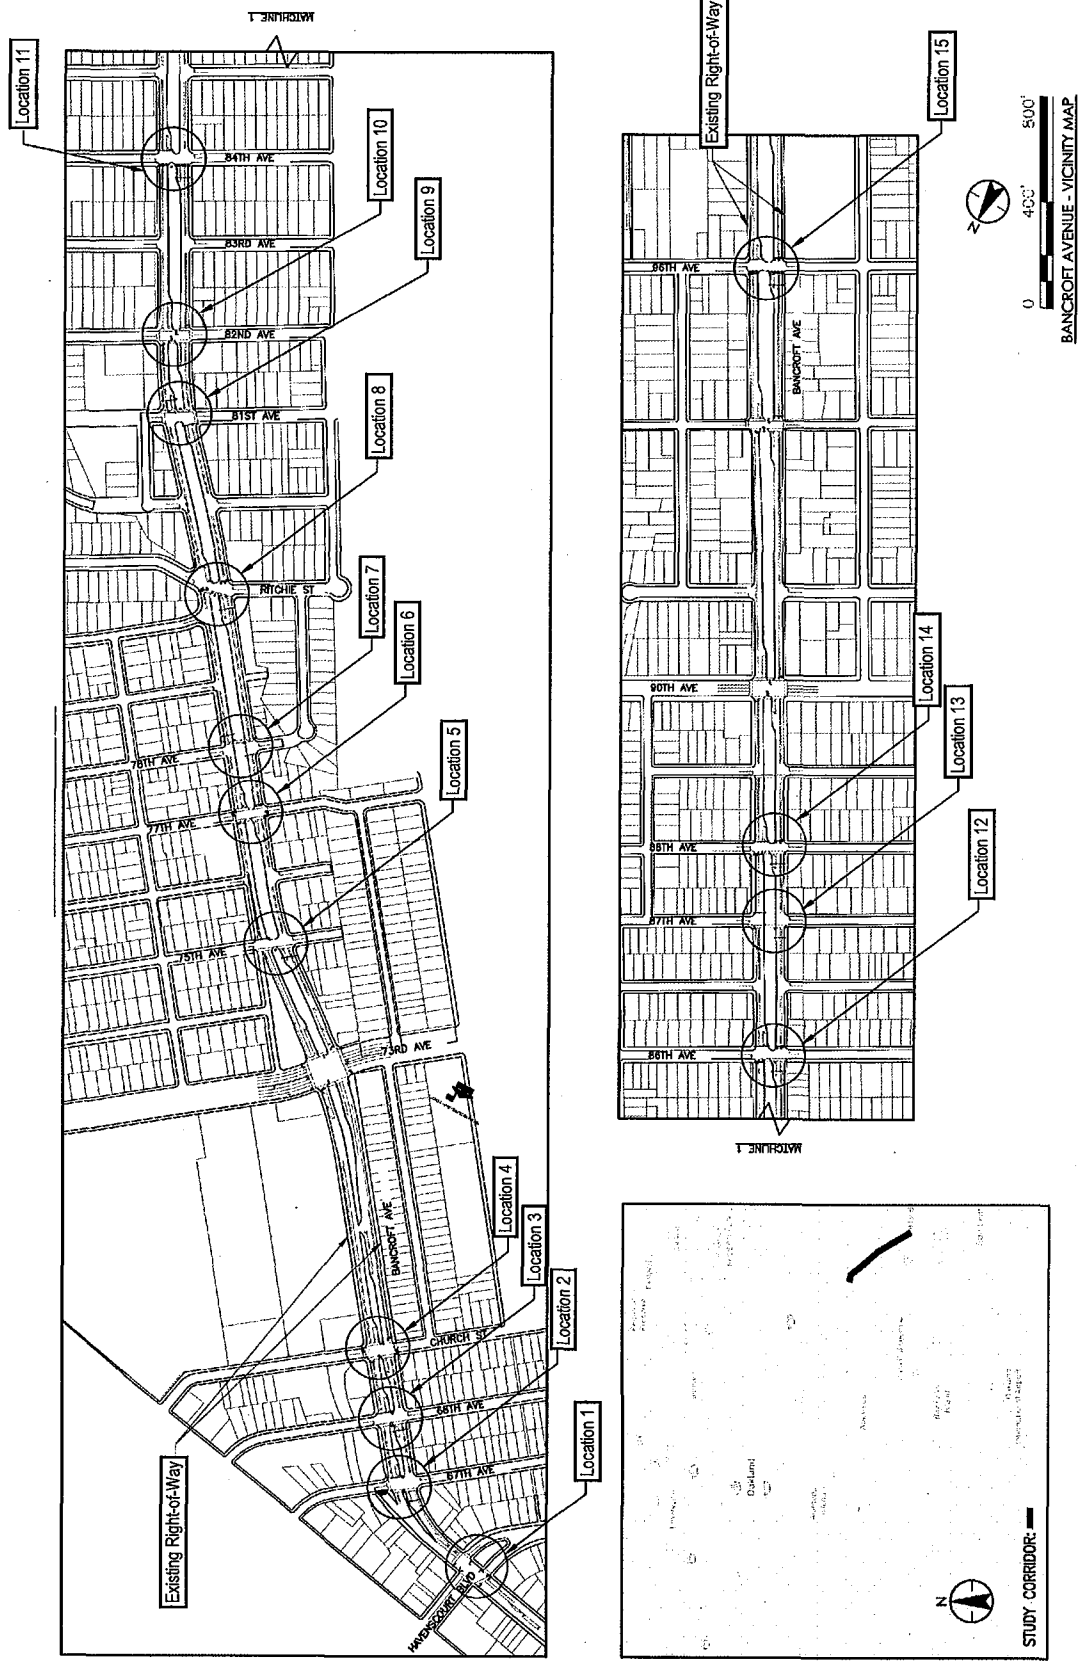 MATCHLINE 1
Location 11
Location 10
Location 9
Location 8
Location 7
Location 6
Location 5
Location 4
Location 3
Location 2
Location 1
84TH AVE
83RD AVE
82ND AVE
81ST AVE
RITCHIE ST
78TH AVE
77TH AVE
75TH AVE
73RD AVE
BANCROFT AVE
CHURCH ST
68TH AVE
67TH AVE
HAVENSCOURT BLVD
Existing Right-of-Way
Existing Right-of-Way
Location 15
96TH AVE
BANCROFT AVE
90TH AVE
Location 14
88TH AVE
Location 13
87TH AVE
Location 12
86TH AVE
MATCHLINE 1
N
0 400' 800'
BANCROFT AVENUE - VICINITY MAP
Oakland
N
STUDY CORRIDOR: